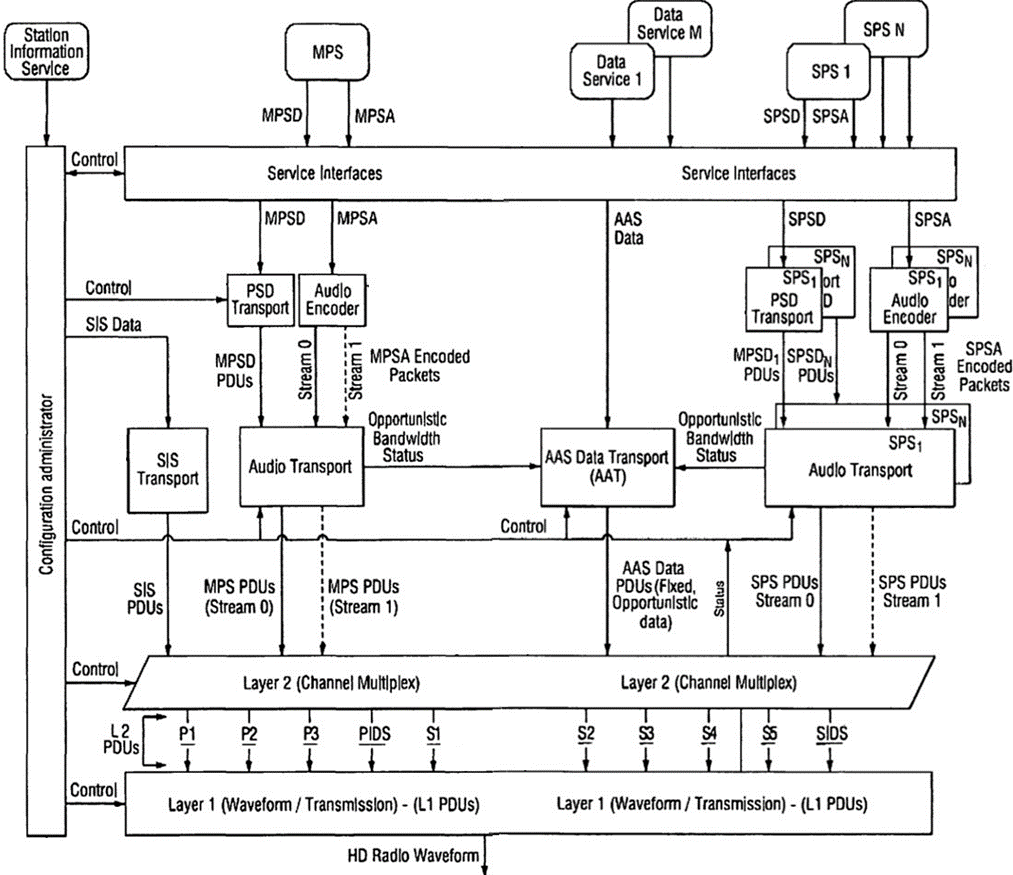 Station
Information
Service
MPS
Data
Service M
Data
Service 1
SPS N
SPS 1
MPSD
MPSA
SPSD
SPSA
Control
Service Interfaces
Service Interfaces
MPSD
MPSA
AAS
Data
SPSD
SPSA
Control
PSD
Transport
Audio
Encoder
SPSN
ort
D
SPS1
PSD
Transport
SPSN
o
der
SPS1
Audio
Encoder
SIS Data
MPSD
PDUs
Stream 0
Stream 1
MPSA Encoded
Packets
MPSD1
PDUs
SPSDN
PDUs
Stream 0
Stream 1
SPSA
Encoded
Packets
Configuration administrator
SIS
Transport
Audio Transport
Opportunistic
Bandwidth
Status
AAS Data Transport
(AAT)
Opportunistic
Bandwidth
Status
SPSN
SPS1
Audio Transport
Control
Control
SIS
PDUs
MPS PDUs
(Stream 0)
MPS PDUs
(Stream 1)
AAS Data
PDUs (Fixed,
Opportunistic
data)
Status
SPS PDUs
Stream 0
SPS PDUs
Stream 1
Control
Layer 2 (Channel Multiplex)
Layer 2 (Channel Multiplex)
L2
PDUs
P1
P2
P3
PIDS
S1
S2
S3
S4
S5
SIDS
Control
Layer 1 (Waveform / Transmission) - (L1 PDUs)
Layer 1 (Waveform / Transmission) - (L1 PDUs)
HD Radio Waveform